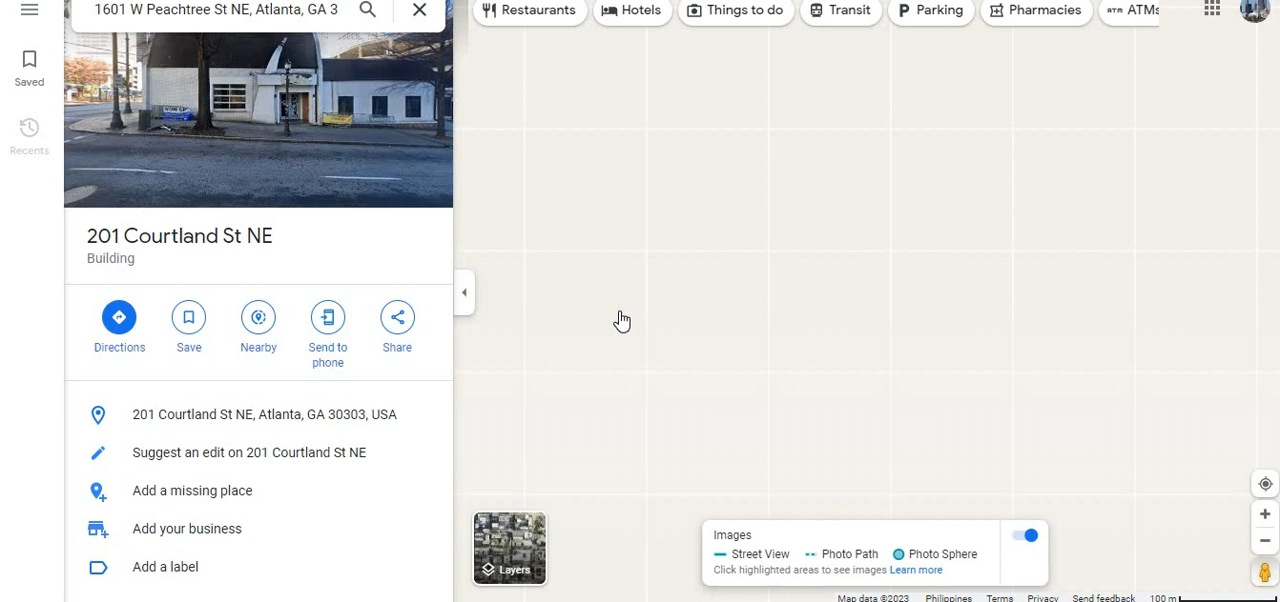 1601 W Peachtree St NE, Atlanta, GA 3
Restaurants
Hotels
Things to do
Transit
Parking
Pharmacies
ATM ATMs
Saved
Recents
201 Courtland St NE
Building
Directions
Save
Nearby
Send to
phone
Share
201 Courtland St NE, Atlanta, GA 30303, USA
Suggest an edit on 201 Courtland St NE
Add a missing place
Add your business
Add a label
Layers
Images
Street View
Photo Path
Photo Sphere
Click highlighted areas to see images Learn more
Map data ©2023
Philippines
Terms
Privacy
Send feedback
100 m